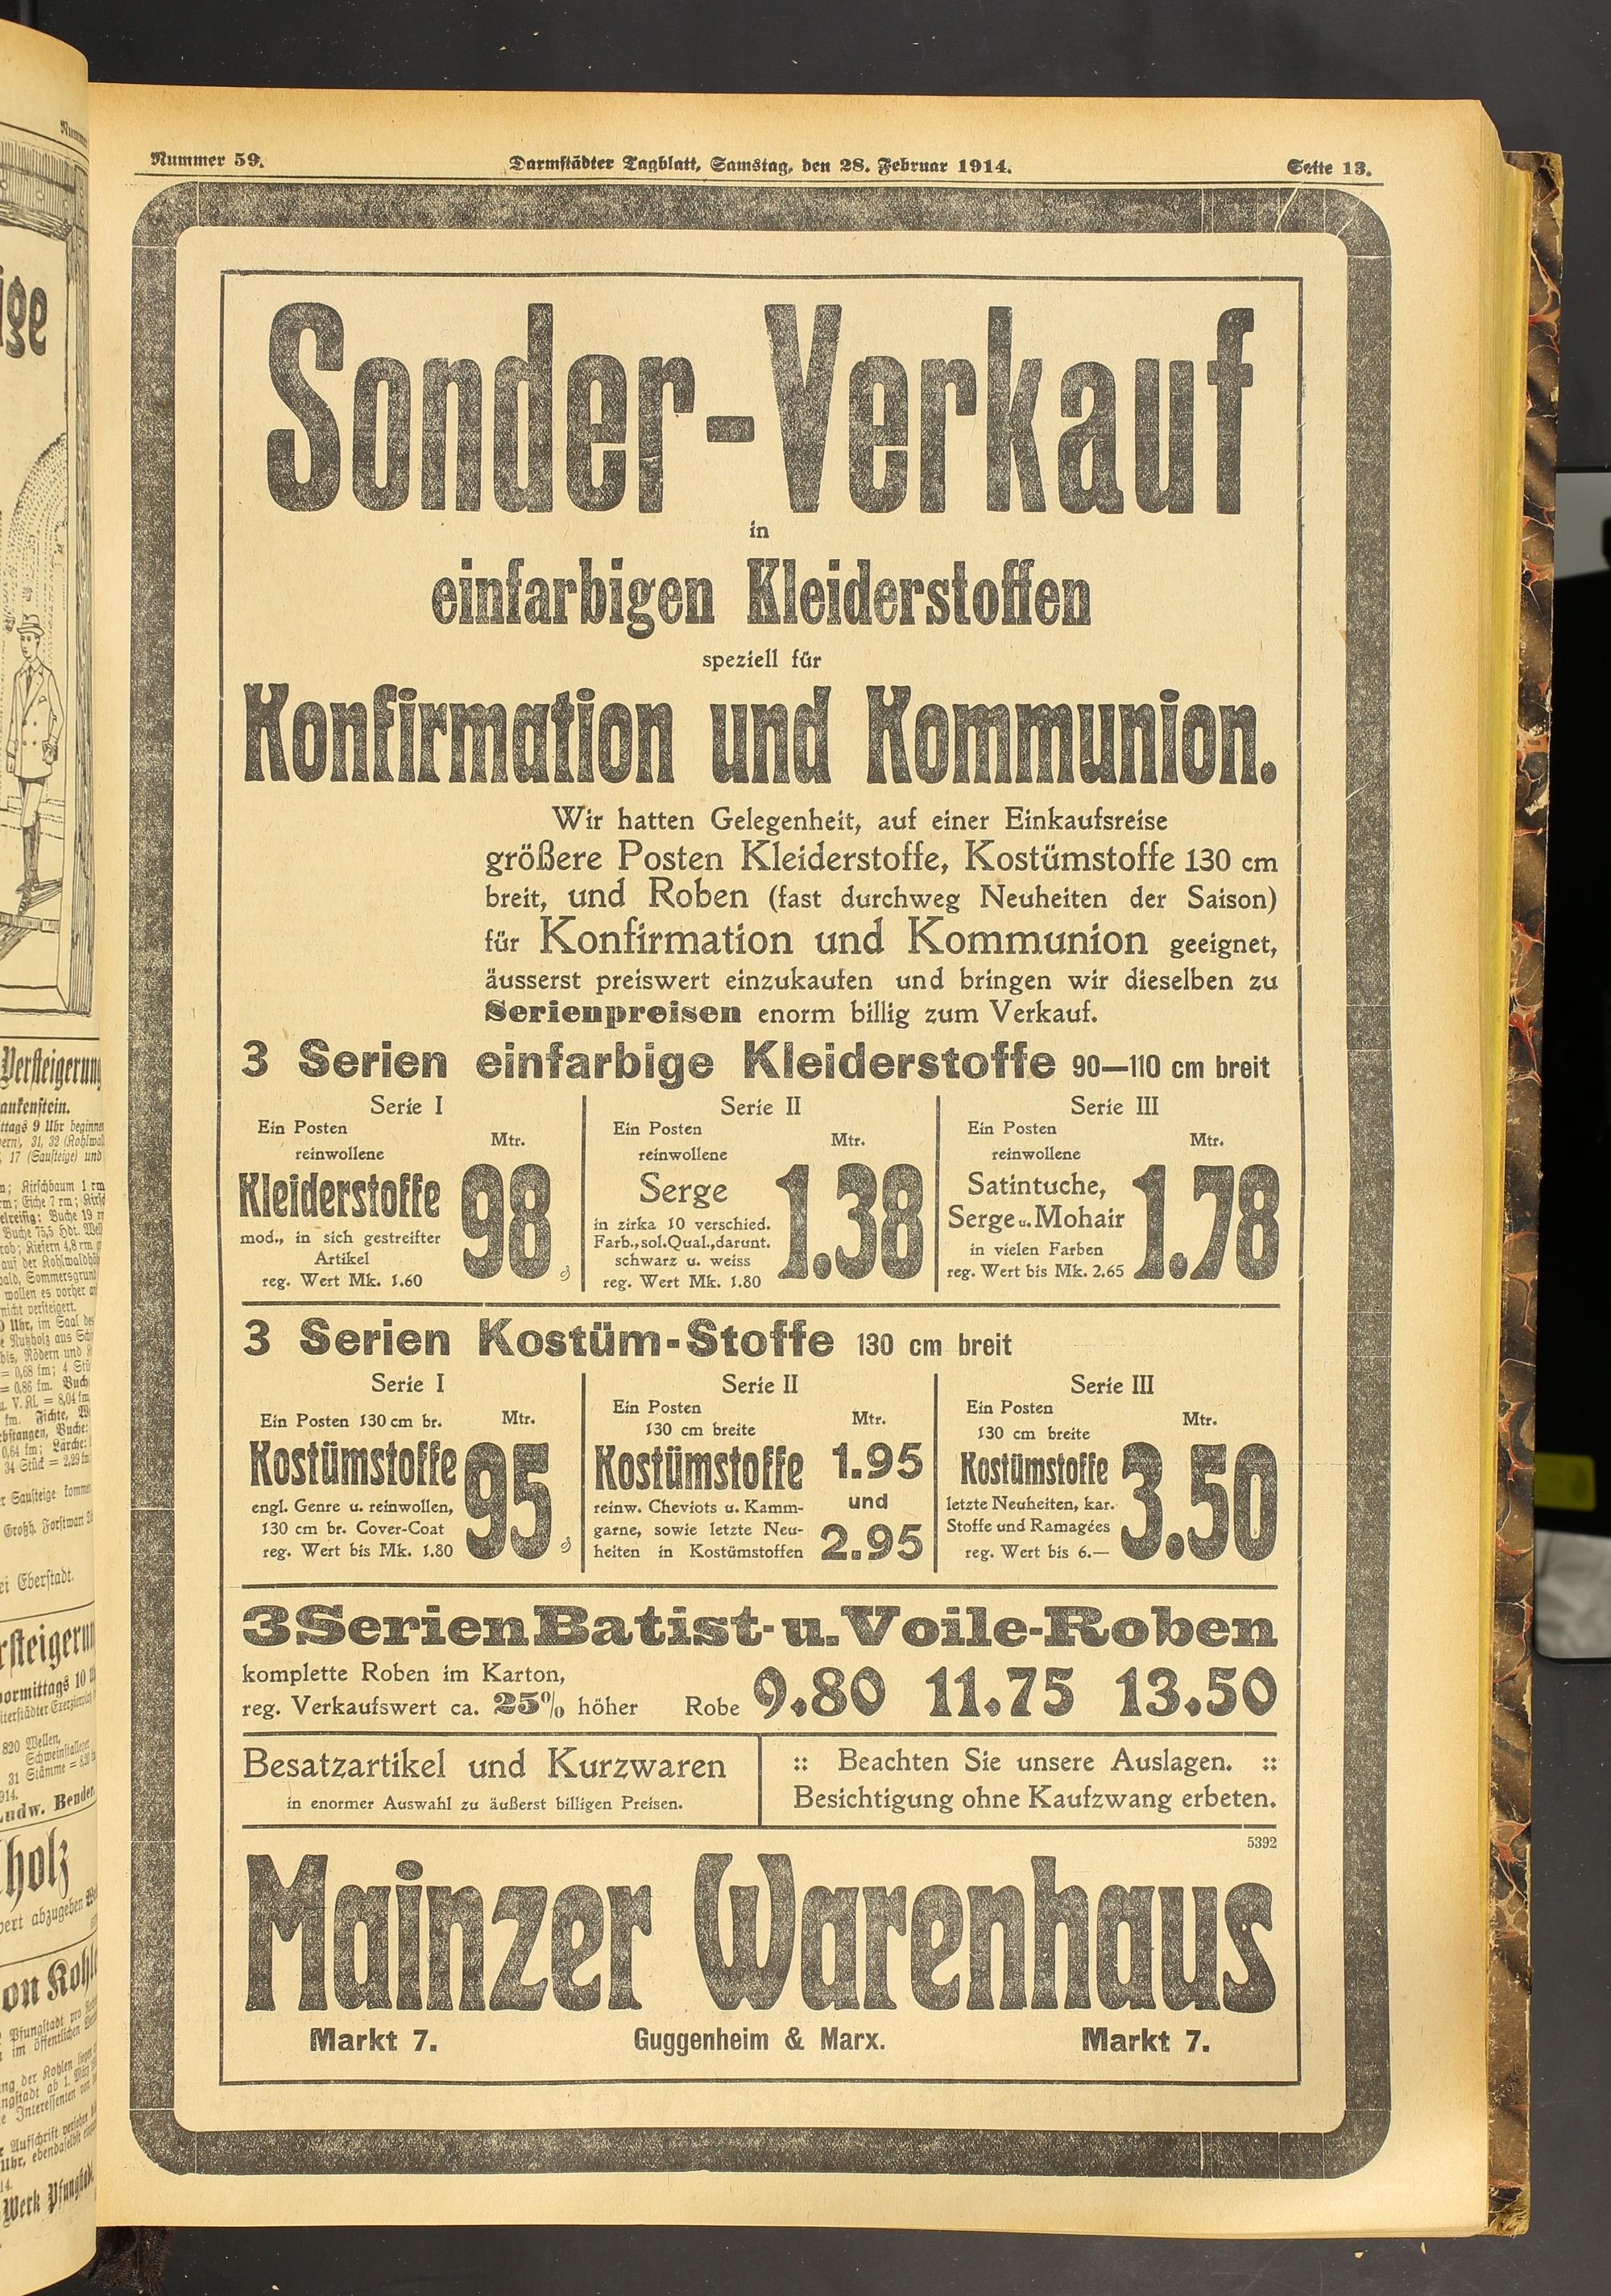 Nummer 59.
Darmstädter Tagblatt, Samstag, den 28. Februar 1914.
Seite 13.
Sonder-Verkauf
in
einfarbigen Kleiderstoffen
speziell für
Konfirmation und Kommunion.
Wir hatten Gelegenheit, auf einer Einkaufsreise
größere Posten Kleiderstoffe, Kostümstoffe 130 cm
breit, und Roben (fast durchweg Neuheiten der Saison)
für Konfirmation und Kommunion geeignet,
äusserst preiswert einzukaufen und bringen wir dieselben zu
Serienpreisen enorm billig zum Verkauf.
3 Serien einfarbige Kleiderstoffe 90—110 cm breit
Serie I
Ein Posten
reinwollene
Mtr.
Kleiderstoffe
98 ₰
mod., in sich gestreifter
Artikel
reg. Wert Mk. 1.60
Serie II
Ein Posten
reinwollene
Mtr.
Serge
1.38
in zirka 10 verschied.
Farb., sol. Qual., darunt.
schwarz u. weiss
reg. Wert Mk. 1.80
Serie III
Ein Posten
reinwollene
Mtr.
Satintuche,
Serge u. Mohair
1.78
in vielen Farben
reg. Wert bis Mk. 2.65
3 Serien Kostüm-Stoffe 130 cm breit
Serie I
Ein Posten 130 cm br.
Mtr.
Kostümstoffe
95 ₰
engl. Genre u. reinwollen,
130 cm br. Cover-Coat
reg. Wert bis Mk. 1.80
Serie II
Ein Posten
130 cm breite
Mtr.
Kostümstoffe
1.95
und
2.95
reinw. Cheviots u. Kamm-
garne, sowie letzte Neu-
heiten in Kostümstoffen
Serie III
Ein Posten
130 cm breite
Mtr.
Kostümstoffe
3.50
letzte Neuheiten, kar.
Stoffe und Ramagées
reg. Wert bis 6.—
3 Serien Batist- u. Voile-Roben
komplette Roben im Karton,
reg. Verkaufswert ca. 25% höher
Robe 9.80 11.75 13.50
Besatzartikel und Kurzwaren
in enormer Auswahl zu äußerst billigen Preisen.
:: Beachten Sie unsere Auslagen. ::
Besichtigung ohne Kaufzwang erbeten.
5392
Mainzer Warenhaus
Markt 7.
Guggenheim & Marx.
Markt 7.